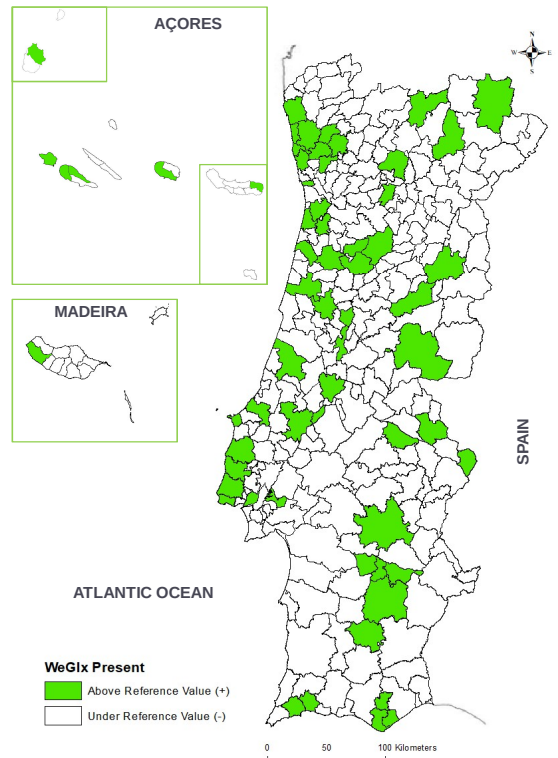 AÇORES
N
W
E
S
MADEIRA
SPAIN
ATLANTIC OCEAN
WeGIx Present
Above Reference Value (+)
Under Reference Value (-)
0 50 100 Kilometers